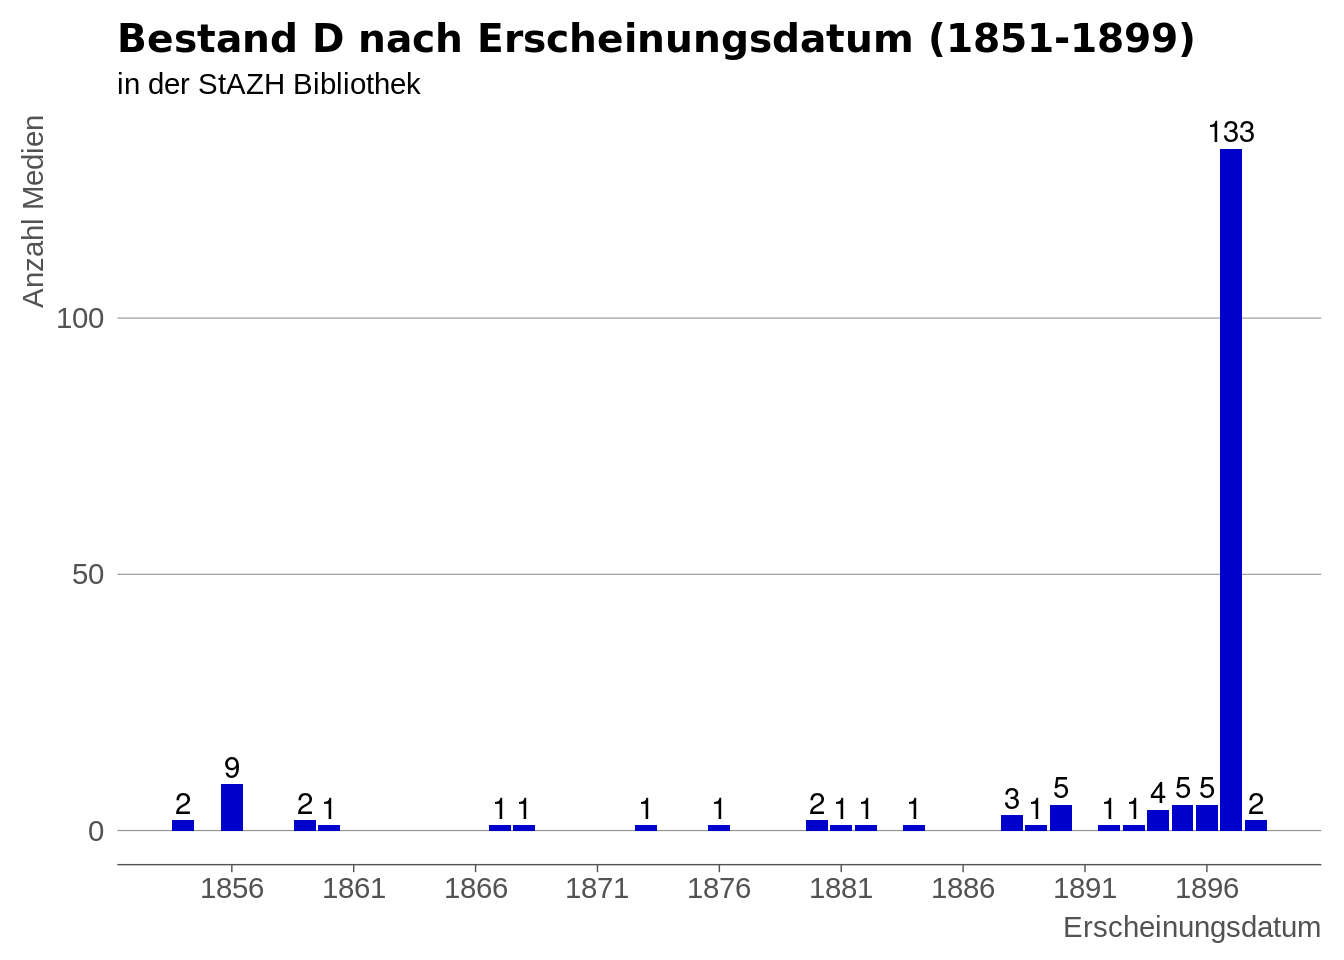 Bestand D nach Erscheinungsdatum (1851-1899)
in der StAZH Bibliothek
Anzahl Medien
133
100
50
9
2 2 1 1 1 1 1 2 1 1 1 3 1 5 1 1 4 5 5 2
0
1856 1861 1866 1871 1876 1881 1886 1891 1896
Erscheinungsdatum